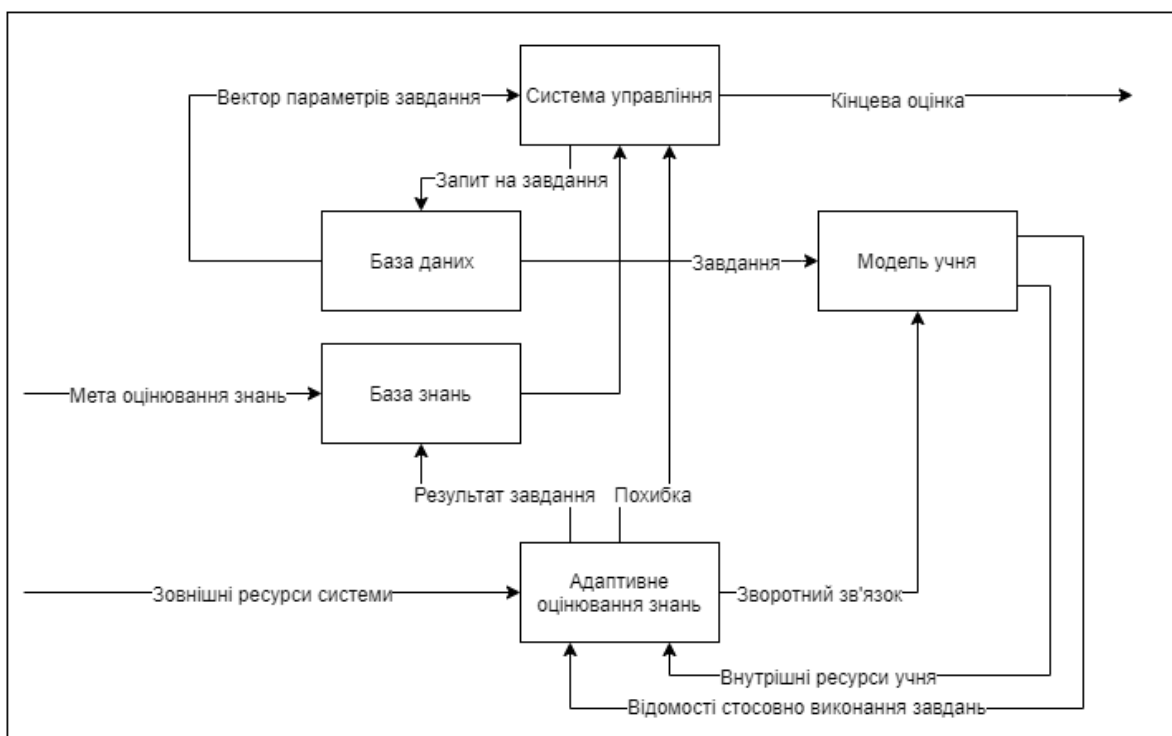 Вектор параметрів завдання
Система управління
Кінцева оцінка
Запит на завдання
База даних
Завдання
Модель учня
Мета оцінювання знань
База знань
Результат завдання
Похибка
Зовнішні ресурси системи
Адаптивне
оцінювання знань
Зворотний зв'язок
Внутрішні ресурси учня
Відомості стосовно виконання завдань